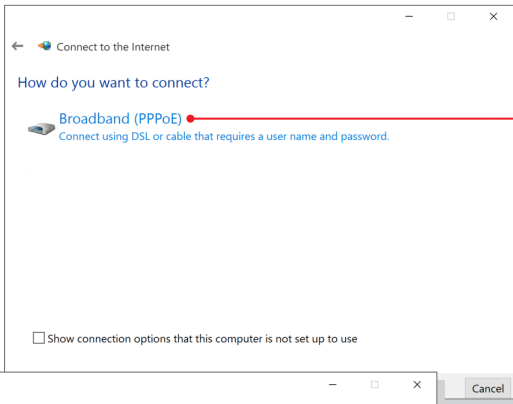 Connect to the Internet
How do you want to connect?
Broadband (PPPoE)
Connect using DSL or cable that requires a user name and password.
Show connection options that this computer is not set up to use
Cancel